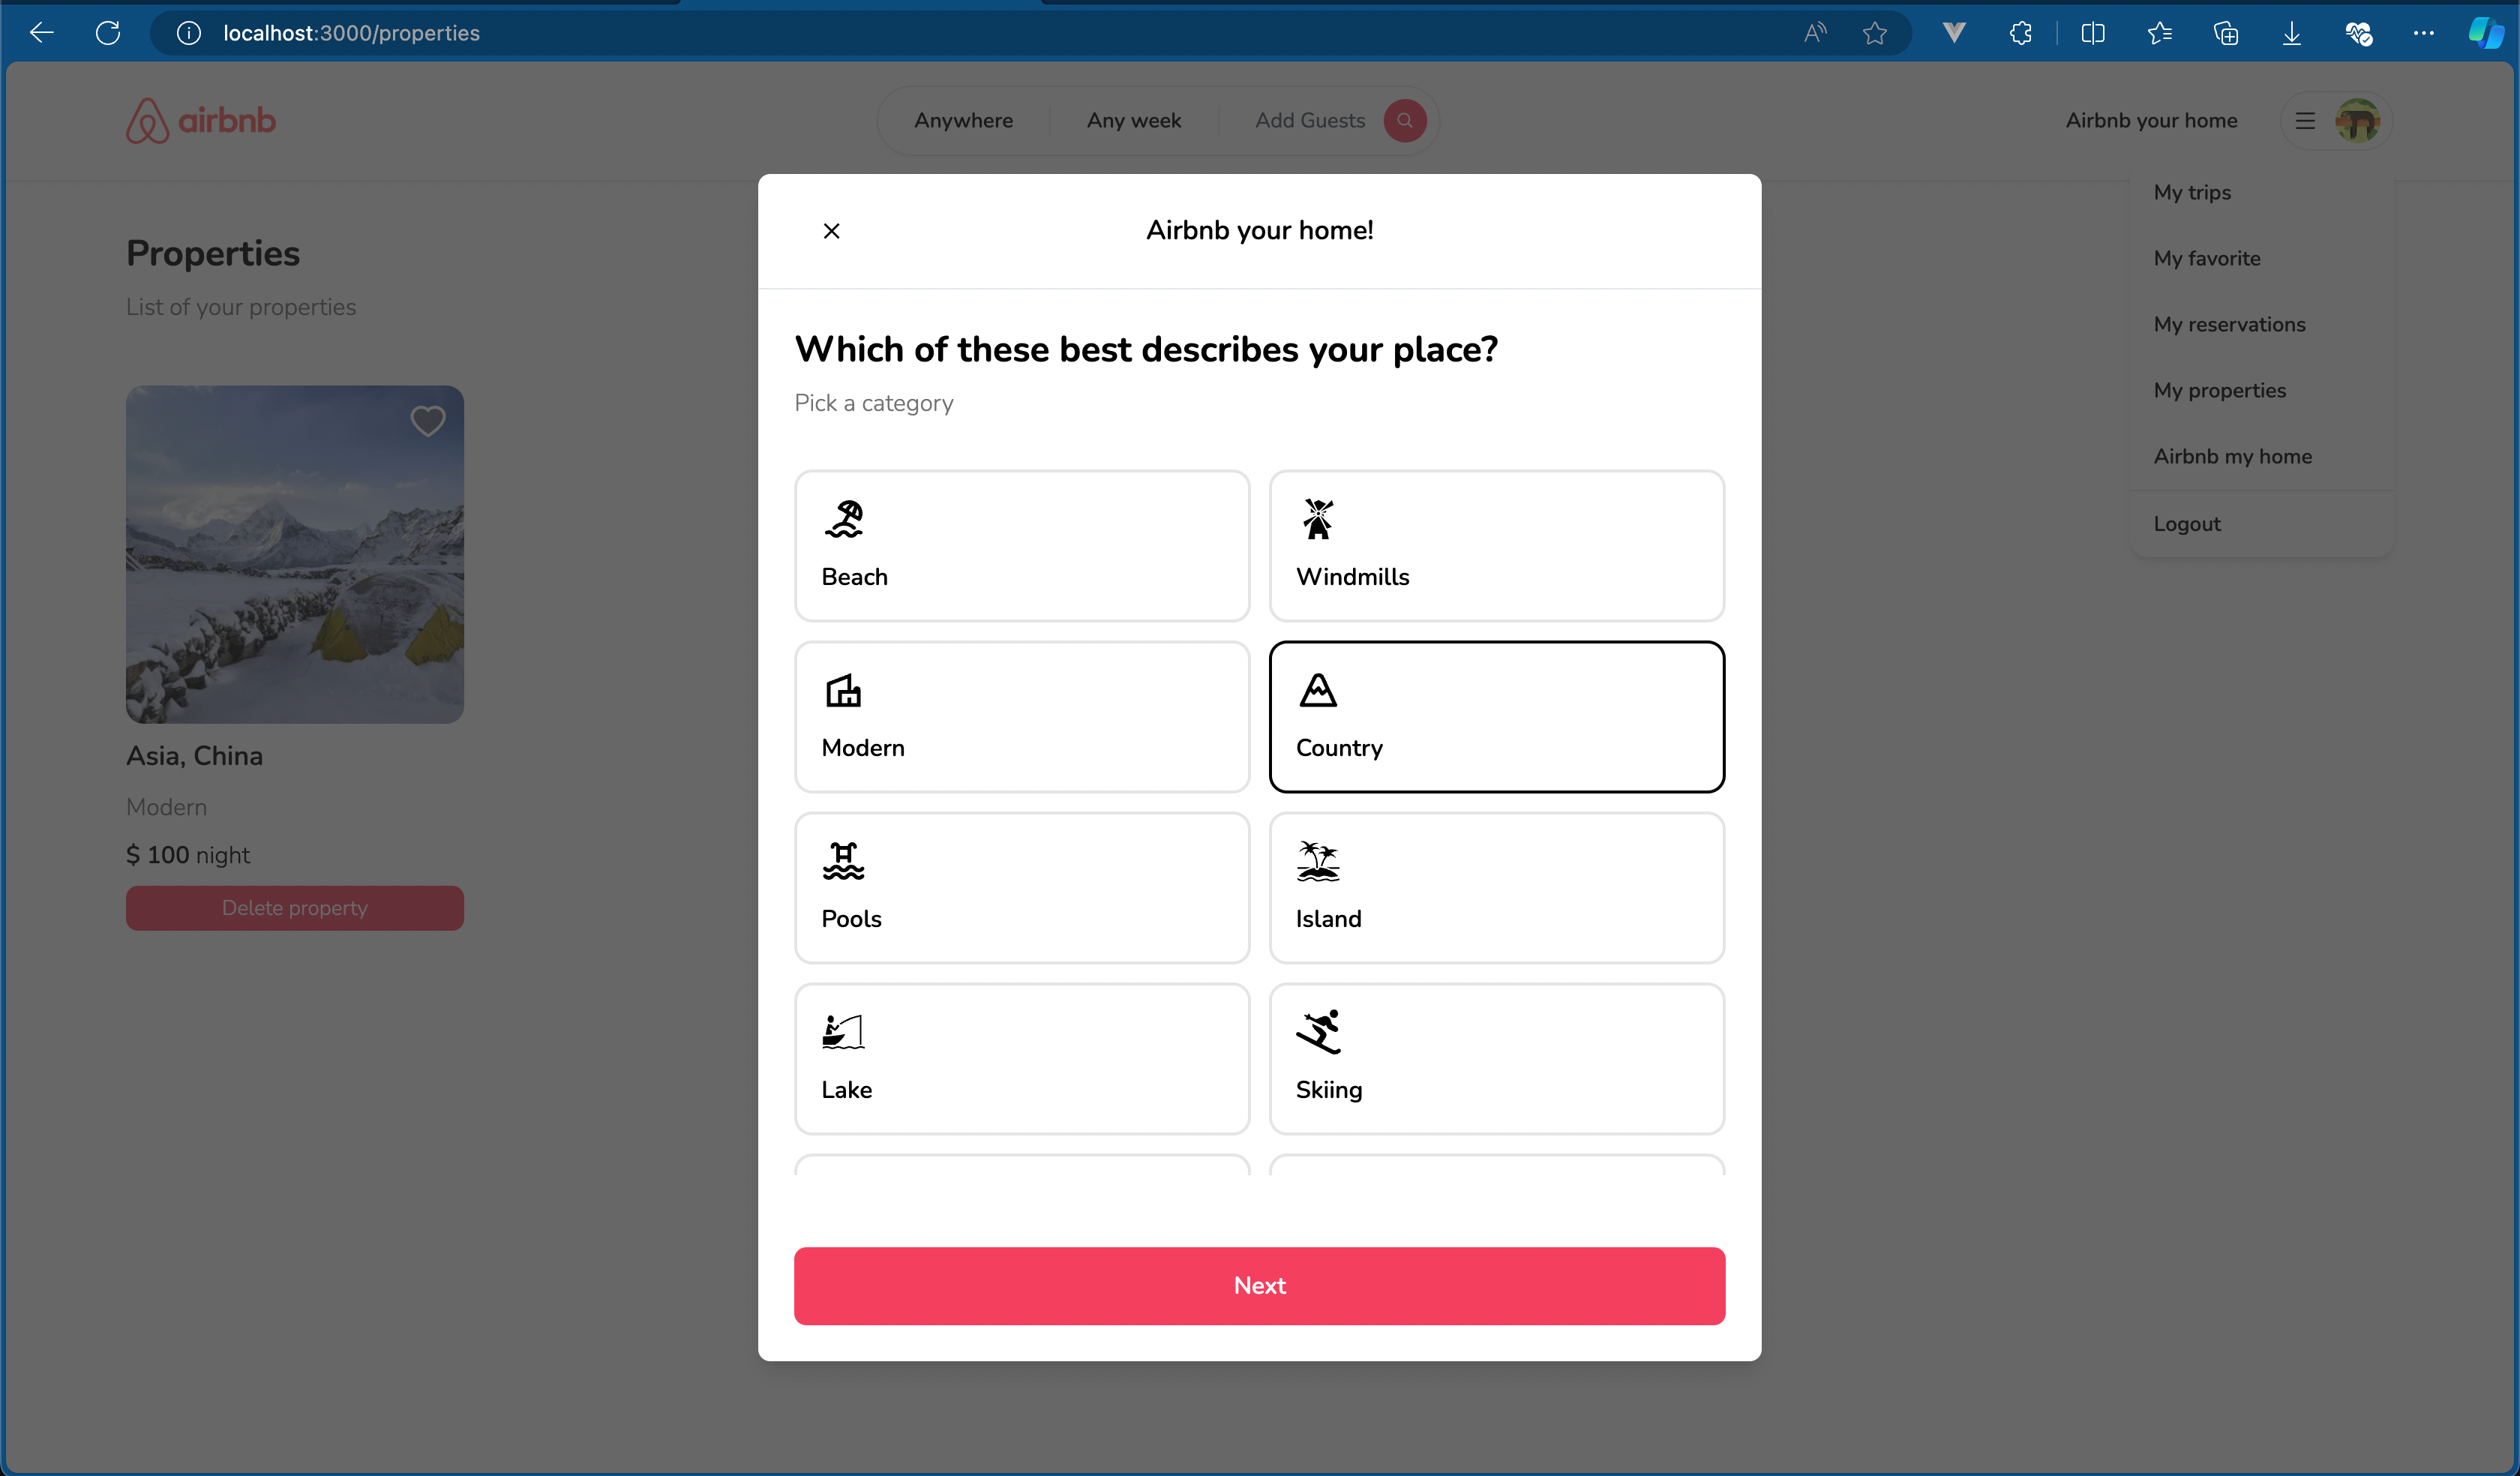 localhost:3000/properties
airbnb
Anywhere
Any week
Add Guests
Airbnb your home
Properties
List of your properties
Asia, China
Modern
$ 100 night
Delete property
Airbnb your home!
Which of these best describes your place?
Pick a category
Beach
Windmills
Modern
Country
Pools
Island
Lake
Skiing
Next
My trips
My favorite
My reservations
My properties
Airbnb my home
Logout